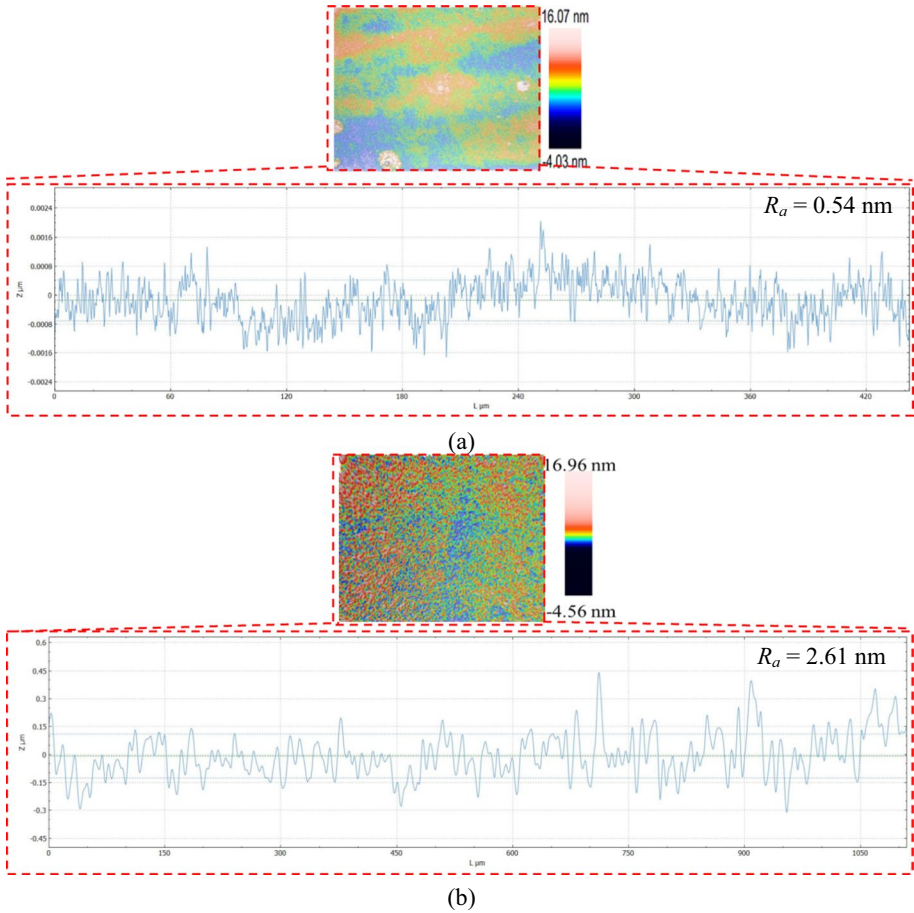 16.07 nm
-4.03 nm
Rₐ = 0.54 nm
0.0024
0.0016
0.0008
0
-0.0008
-0.0016
-0.0024
Z µm
0 60 120 180 240 300 360 420
L µm
(a)
16.96 nm
-4.56 nm
Rₐ = 2.61 nm
0.6
0.45
0.3
0.15
0
-0.15
-0.3
-0.45
Z µm
0 150 300 450 600 750 900 1050
L µm
(b)